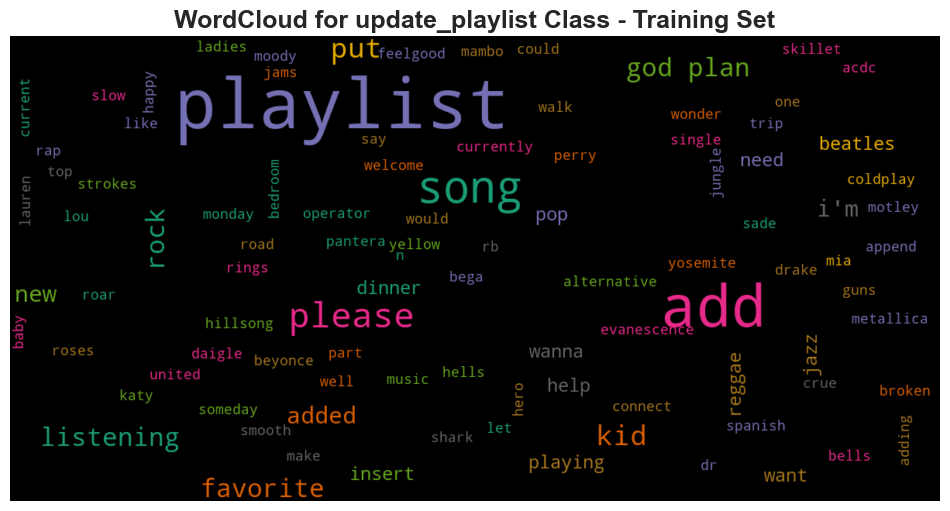 WordCloud for update_playlist Class - Training Set
ladies
moody
put
feelgood
mambo
could
skillet
jams
god plan
acdc
current
slow
happy
playlist
walk
one
like
wonder
trip
say
single
rap
currently
perry
beatles
top
welcome
jungle
need
strokes
bedroom
song
coldplay
lauren
lou
monday
operator
would
pop
i'm
motley
rock
sade
road
pantera
yellow
rb
append
n
rings
bega
yosemite
mia
alternative
drake
new
roar
dinner
add
guns
baby
hillsong
please
evanescence
metallica
roses
daigle
beyonce
part
wanna
jazz
united
well
music
hells
help
reggae
crue
katy
hero
broken
someday
added
connect
listening
smooth
let
spanish
shark
kid
adding
make
playing
dr
bells
favorite
insert
want